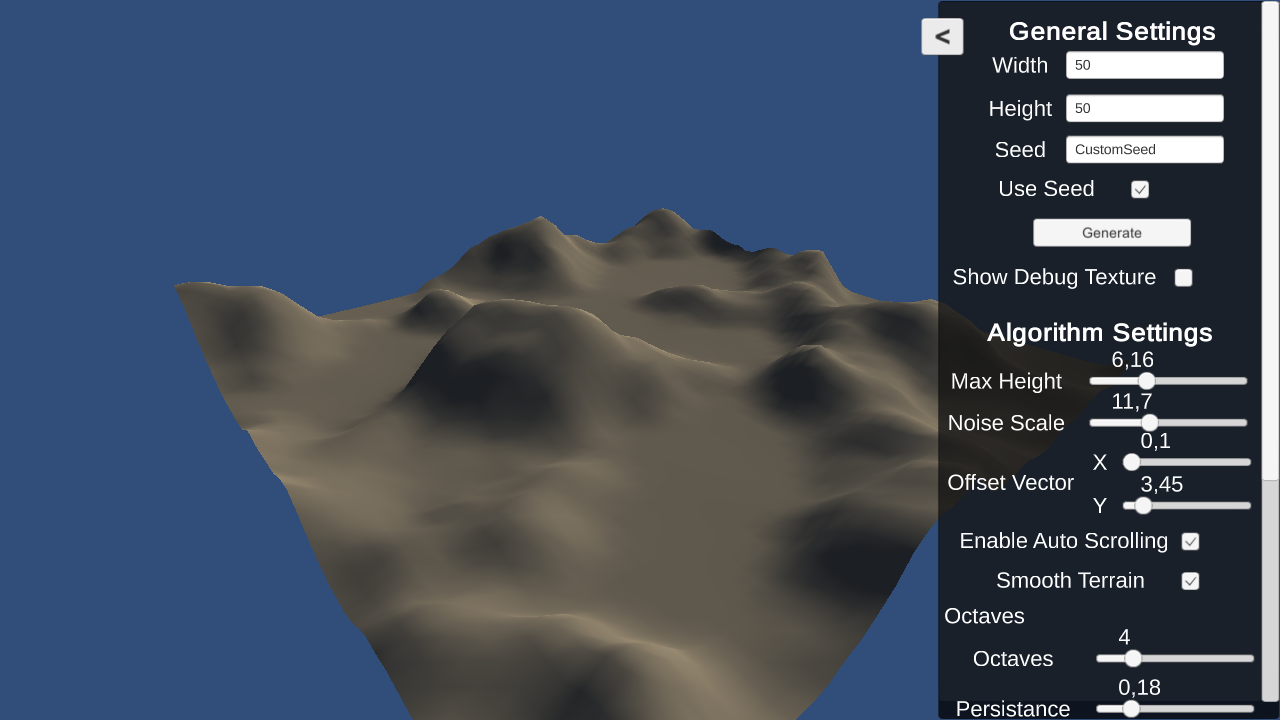 <
General Settings
Width 50
Height 50
Seed CustomSeed
Use Seed
Generate
Show Debug Texture
Algorithm Settings
6,16
Max Height
11,7
Noise Scale
0,1
X
Offset Vector
3,45
Y
Enable Auto Scrolling
Smooth Terrain
Octaves
4
Octaves
0,18
Persistance